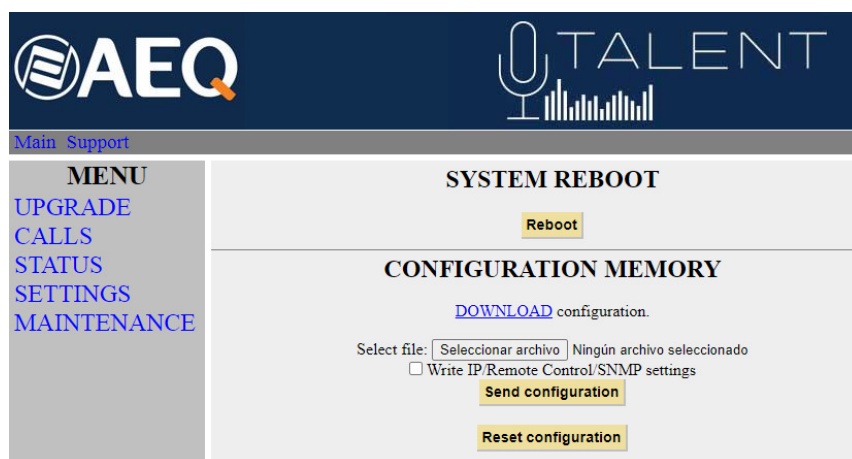 AEQ
TALENT
Main Support
MENU
UPGRADE
CALLS
STATUS
SETTINGS
MAINTENANCE
SYSTEM REBOOT
Reboot
CONFIGURATION MEMORY
DOWNLOAD configuration.
Select file: Seleccionar archivo Ningún archivo seleccionado
Write IP/Remote Control/SNMP settings
Send configuration
Reset configuration